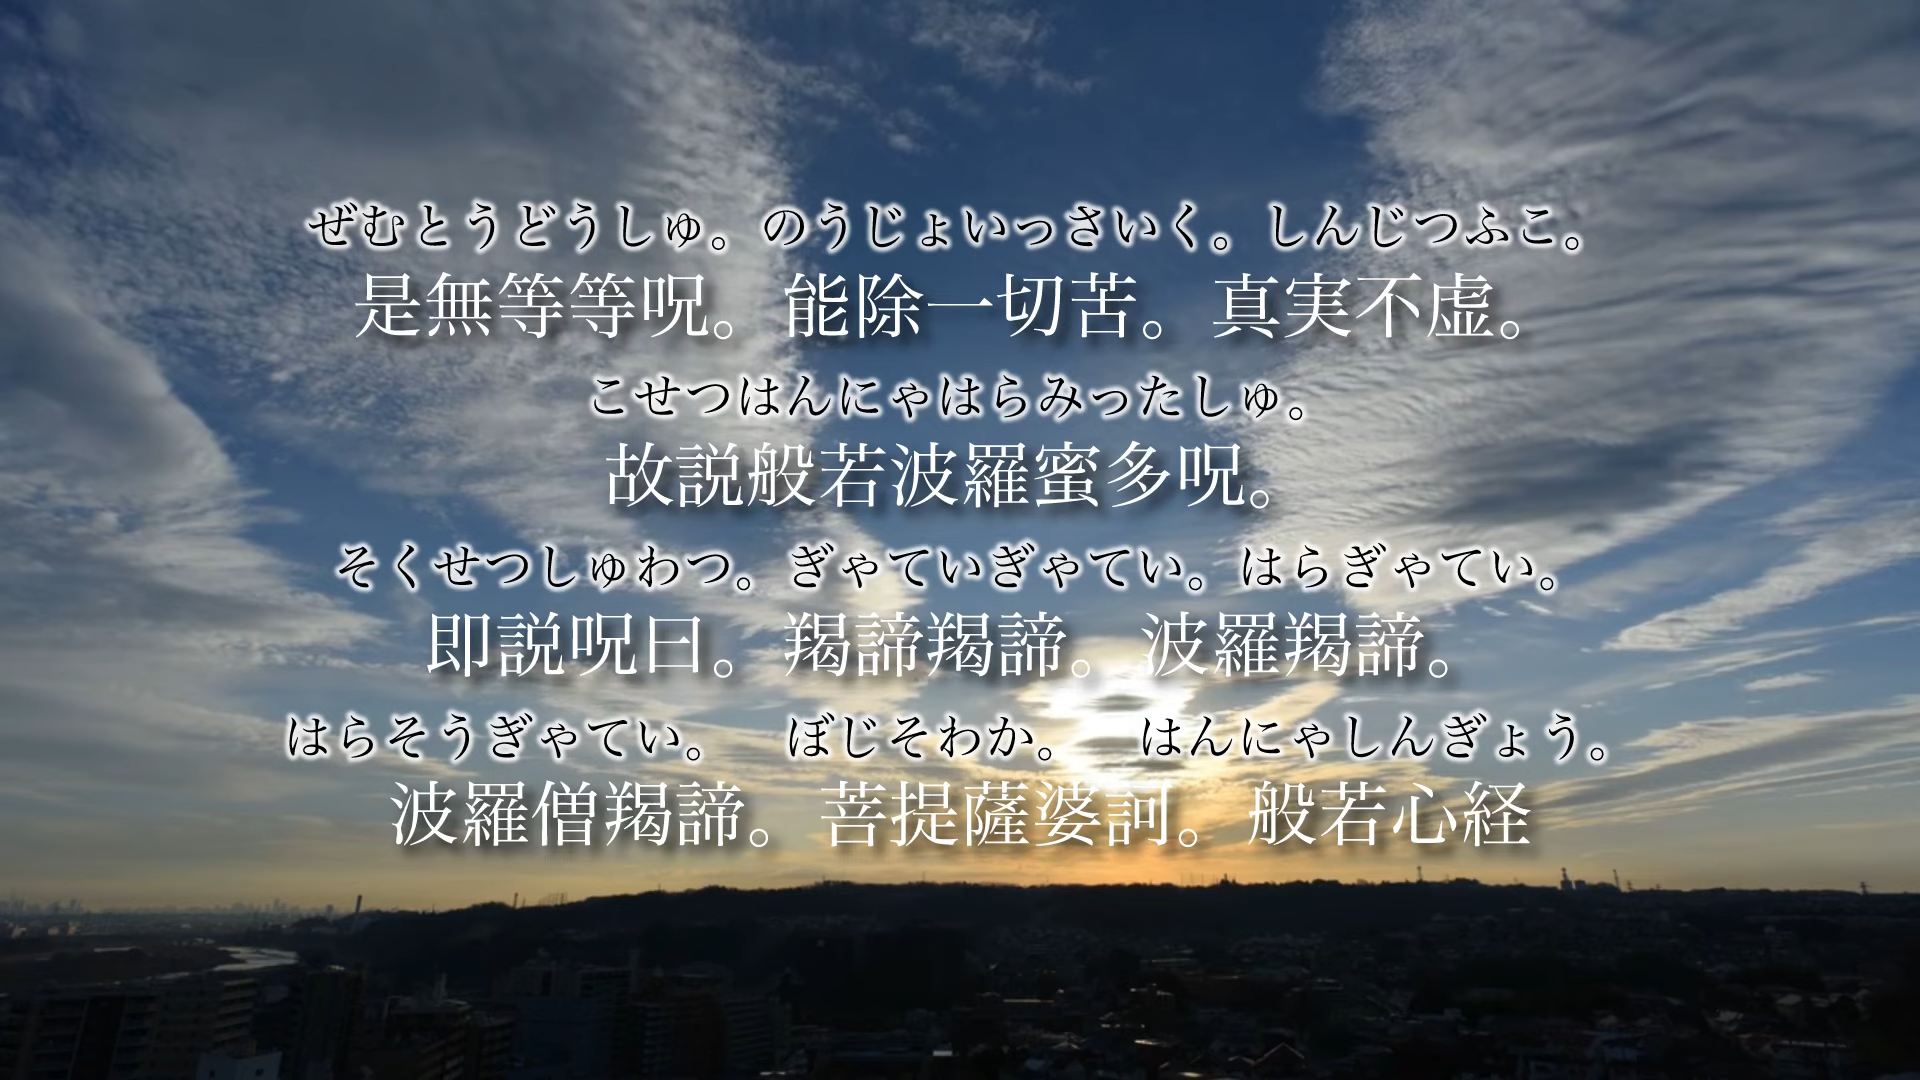 ぜむとうどうしゅ。のうじょいっさいく。しんじつふこ。
是無等等呪。能除一切苦。真実不虚。
こせつはんにゃはらみったしゅ。
故説般若波羅蜜多呪。
そくせつしゅわつ。ぎゃていぎゃてい。はらぎゃてい。
即説呪曰。羯諦羯諦。波羅羯諦。
はらそうぎゃてい。　ぼじそわか。　はんにゃしんぎょう。
波羅僧羯諦。菩提薩婆訶。般若心経